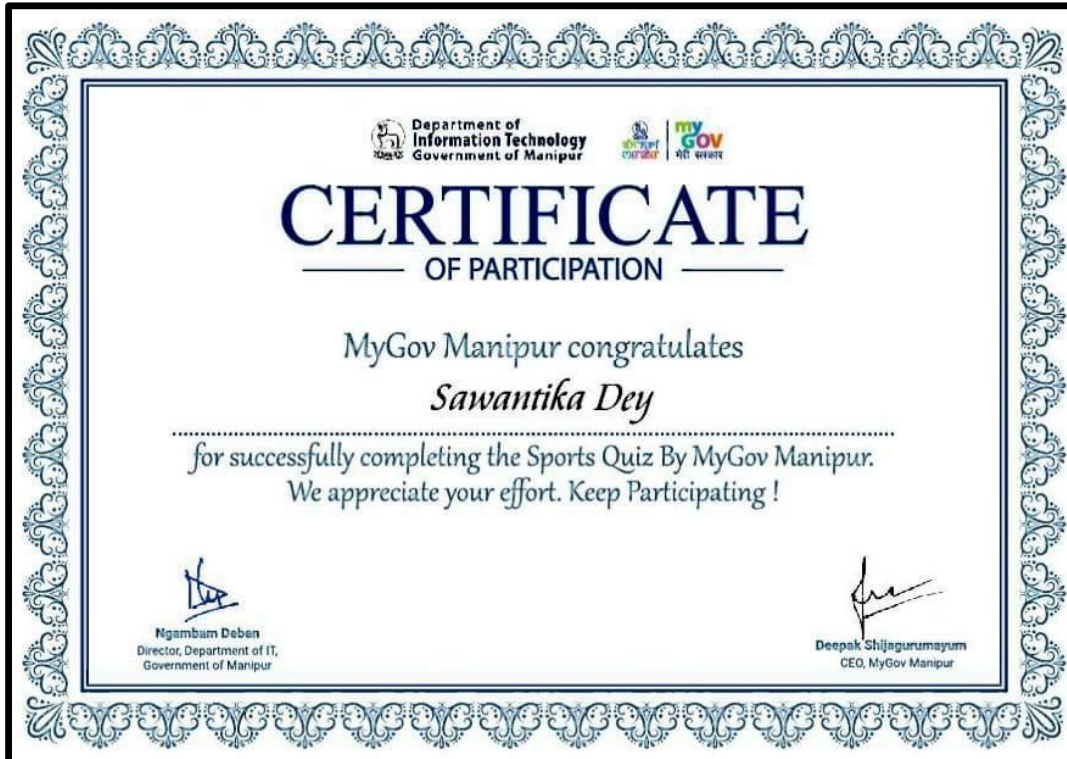 Department of
Information Technology
Government of Manipur
my
GOV
मेरी सरकार
CERTIFICATE
OF PARTICIPATION
MyGov Manipur congratulates
Sawantika Dey
for successfully completing the Sports Quiz By MyGov Manipur.
We appreciate your effort. Keep Participating !
Ngambam Deben
Director, Department of IT,
Government of Manipur
Deepak Shijagurumayum
CEO, MyGov Manipur